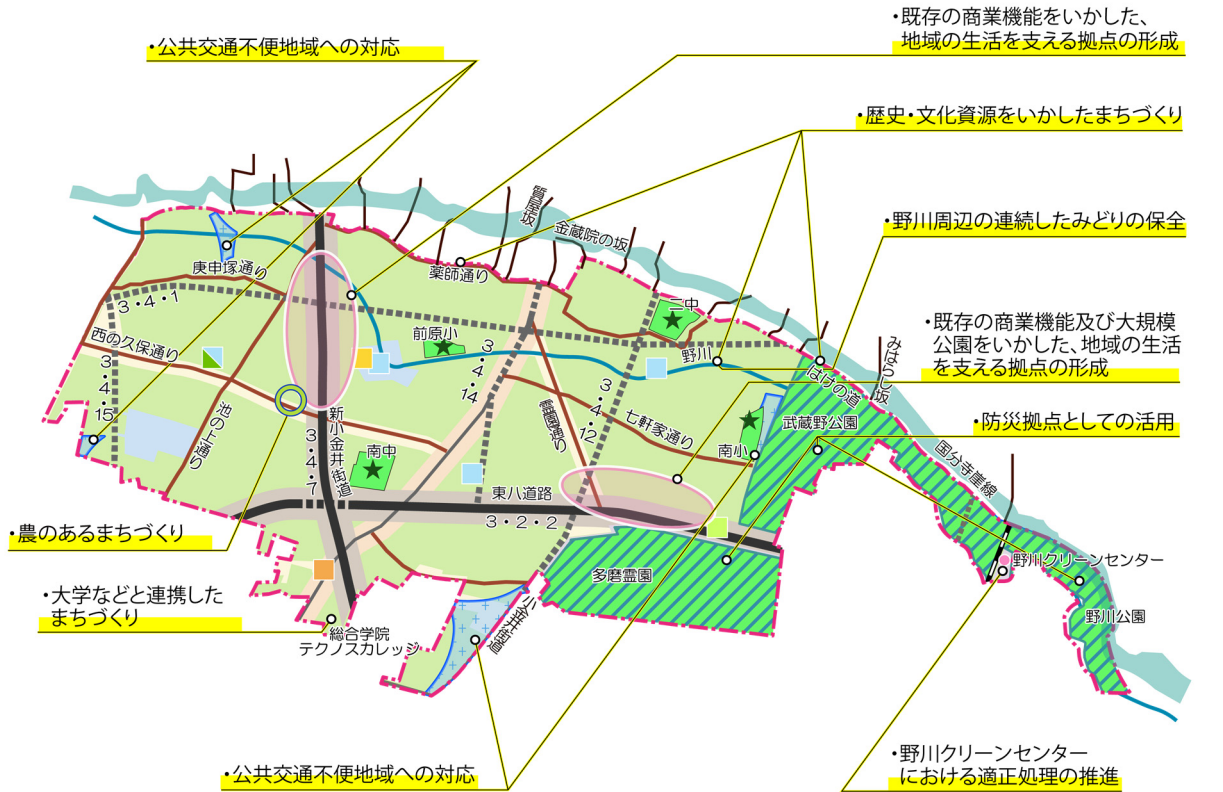 ・公共交通不便地域への対応
・既存の商業機能をいかした、
地域の生活を支える拠点の形成
・歴史・文化資源をいかしたまちづくり
・野川周辺の連続したみどりの保全
・既存の商業機能及び大規模
公園をいかした、地域の生活
を支える拠点の形成
・防災拠点としての活用
質屋坂
金蔵院の坂
薬師通り
庚申塚通り
3・4・1
西の久保通り
3・4・15
池の上通り
前原小
3・4・14
二中
野川
はけの道
みはらし坂
3・4・12
霊園通り
七軒家通り
武蔵野公園
南小
国分寺崖線
新小金井街道
3・4・7
南中
東八道路
3・2・2
多磨霊園
小金井街道
総合学院
テクノスカレッジ
野川クリーンセンター
野川公園
・農のあるまちづくり
・大学などと連携した
まちづくり
・公共交通不便地域への対応
・野川クリーンセンター
における適正処理の推進